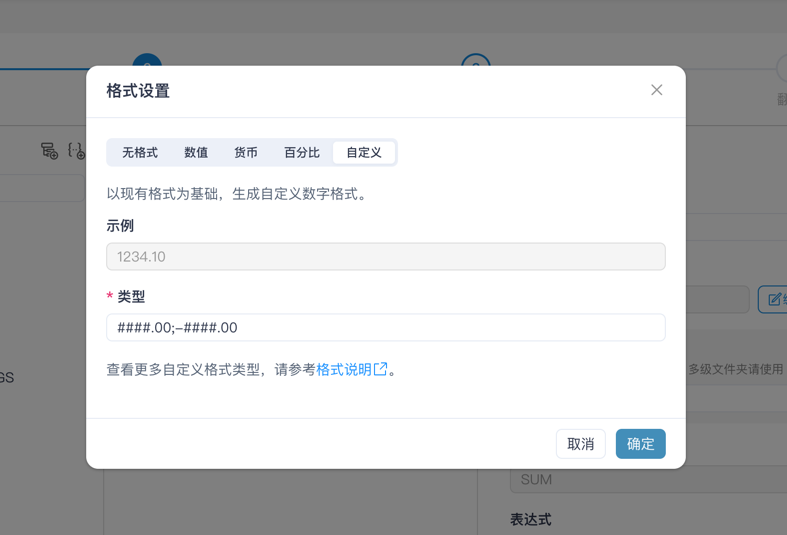 格式设置
无格式 数值 货币 百分比 自定义
以现有格式为基础，生成自定义数字格式。
示例
1234.10
* 类型
####.00;-####.00
查看更多自定义格式类型，请参考格式说明。
GS
多级文件夹请使用
取消 确定
SUM
表达式